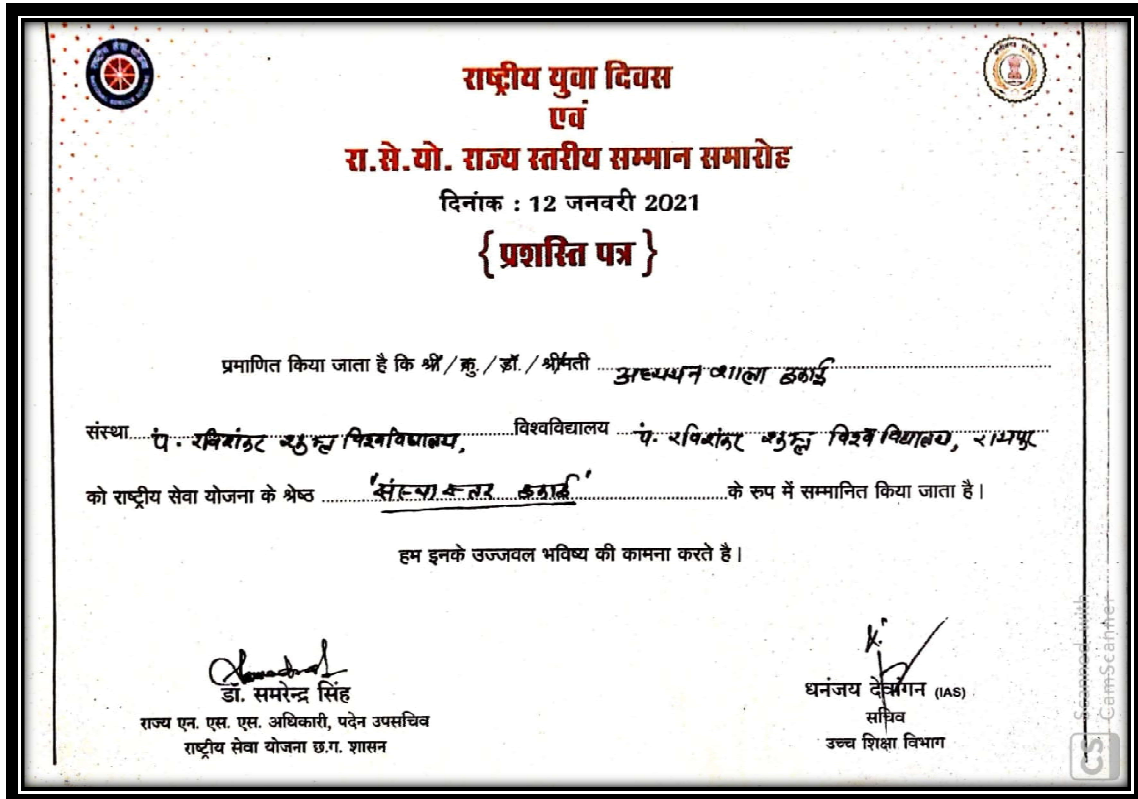 राष्ट्रीय युवा दिवस
एवं
रा.से.यो. राज्य स्तरीय सम्मान समारोह
दिनांक : 12 जनवरी 2021
{प्रशस्ति पत्र}
प्रमाणित किया जाता है कि श्री/कु./डॉ./श्रीमती अध्ययन शाला इकाई
संस्था पं. रविशंकर शुक्ल विश्वविद्यालय, विश्वविद्यालय पं. रविशंकर शुक्ल विश्वविद्यालय, रायपुर
को राष्ट्रीय सेवा योजना के श्रेष्ठ 'संस्था स्तर इकाई' के रुप में सम्मानित किया जाता है।
हम इनके उज्जवल भविष्य की कामना करते है।
डॉ. समरेन्द्र सिंह
राज्य एन. एस. एस. अधिकारी, पदेन उपसचिव
राष्ट्रीय सेवा योजना छ.ग. शासन
धनंजय देवांगन (IAS)
सचिव
उच्च शिक्षा विभाग
CS Scanned with
CamScanner